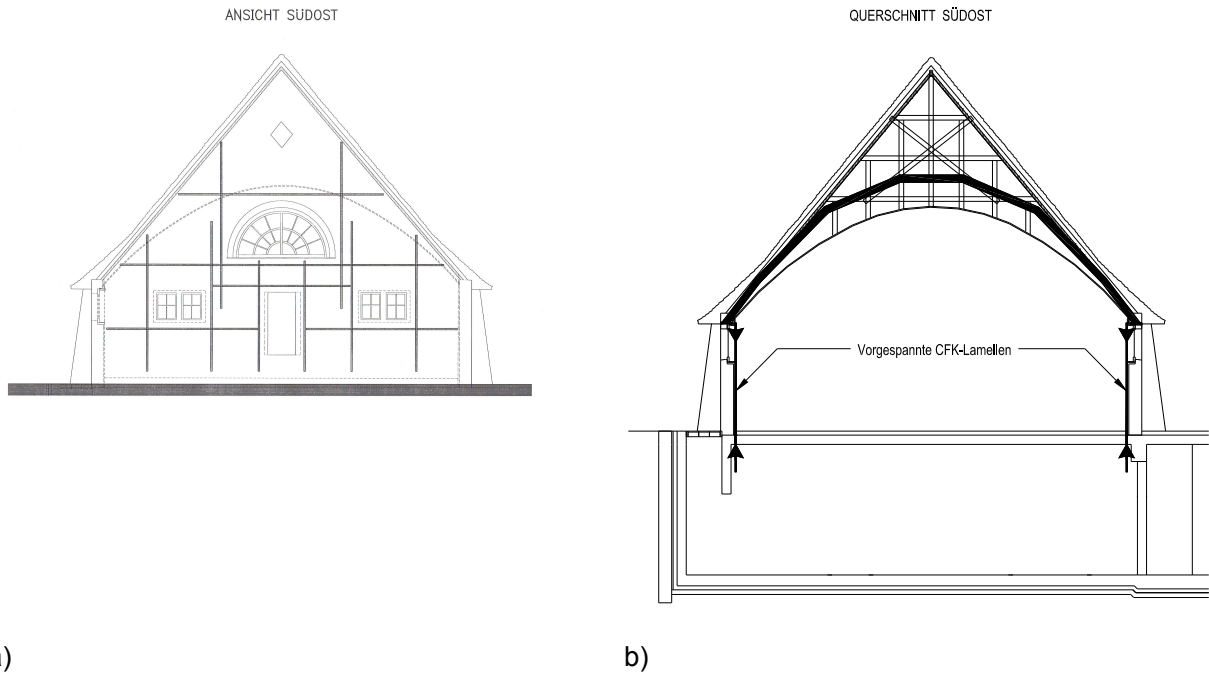 ANSICHT SÜDOST
QUERSCHNITT SÜDOST
Vorgespannte CFK-Lamellen
)
b)